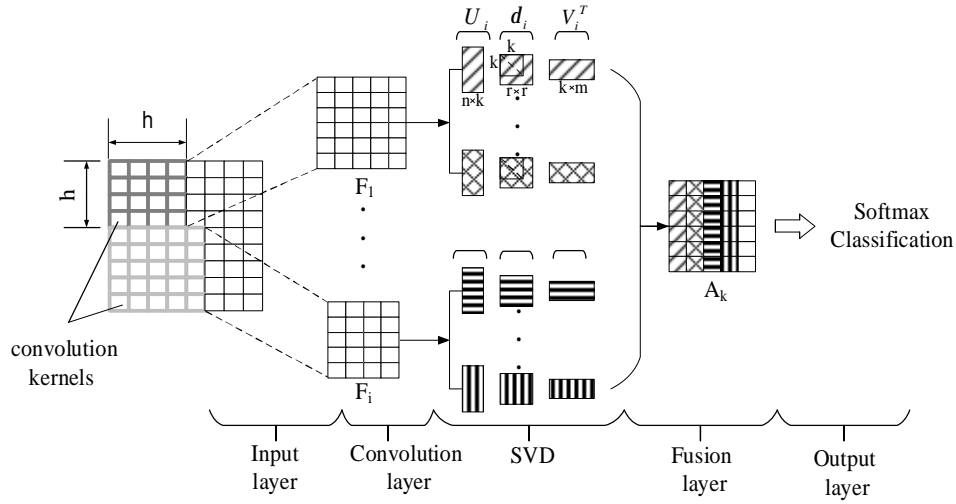 U_i d_i V_i^T
k
k
n×k r×r k×m
h
h
F_1
F_i
convolution
kernels
A_k
Softmax
Classification
Input
layer
Convolution
layer
SVD
Fusion
layer
Output
layer